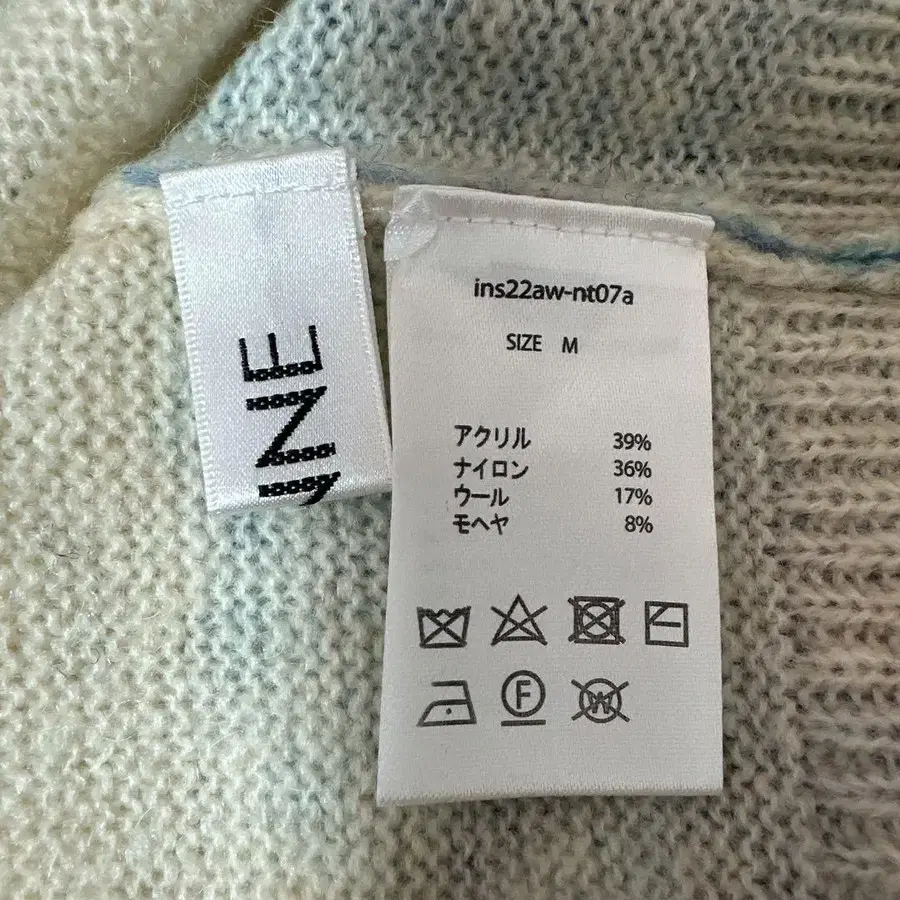 INE
ins22aw-nt07a
SIZE M
アクリル 39%
ナイロン 36%
ウール 17%
モヘヤ 8%
F
W